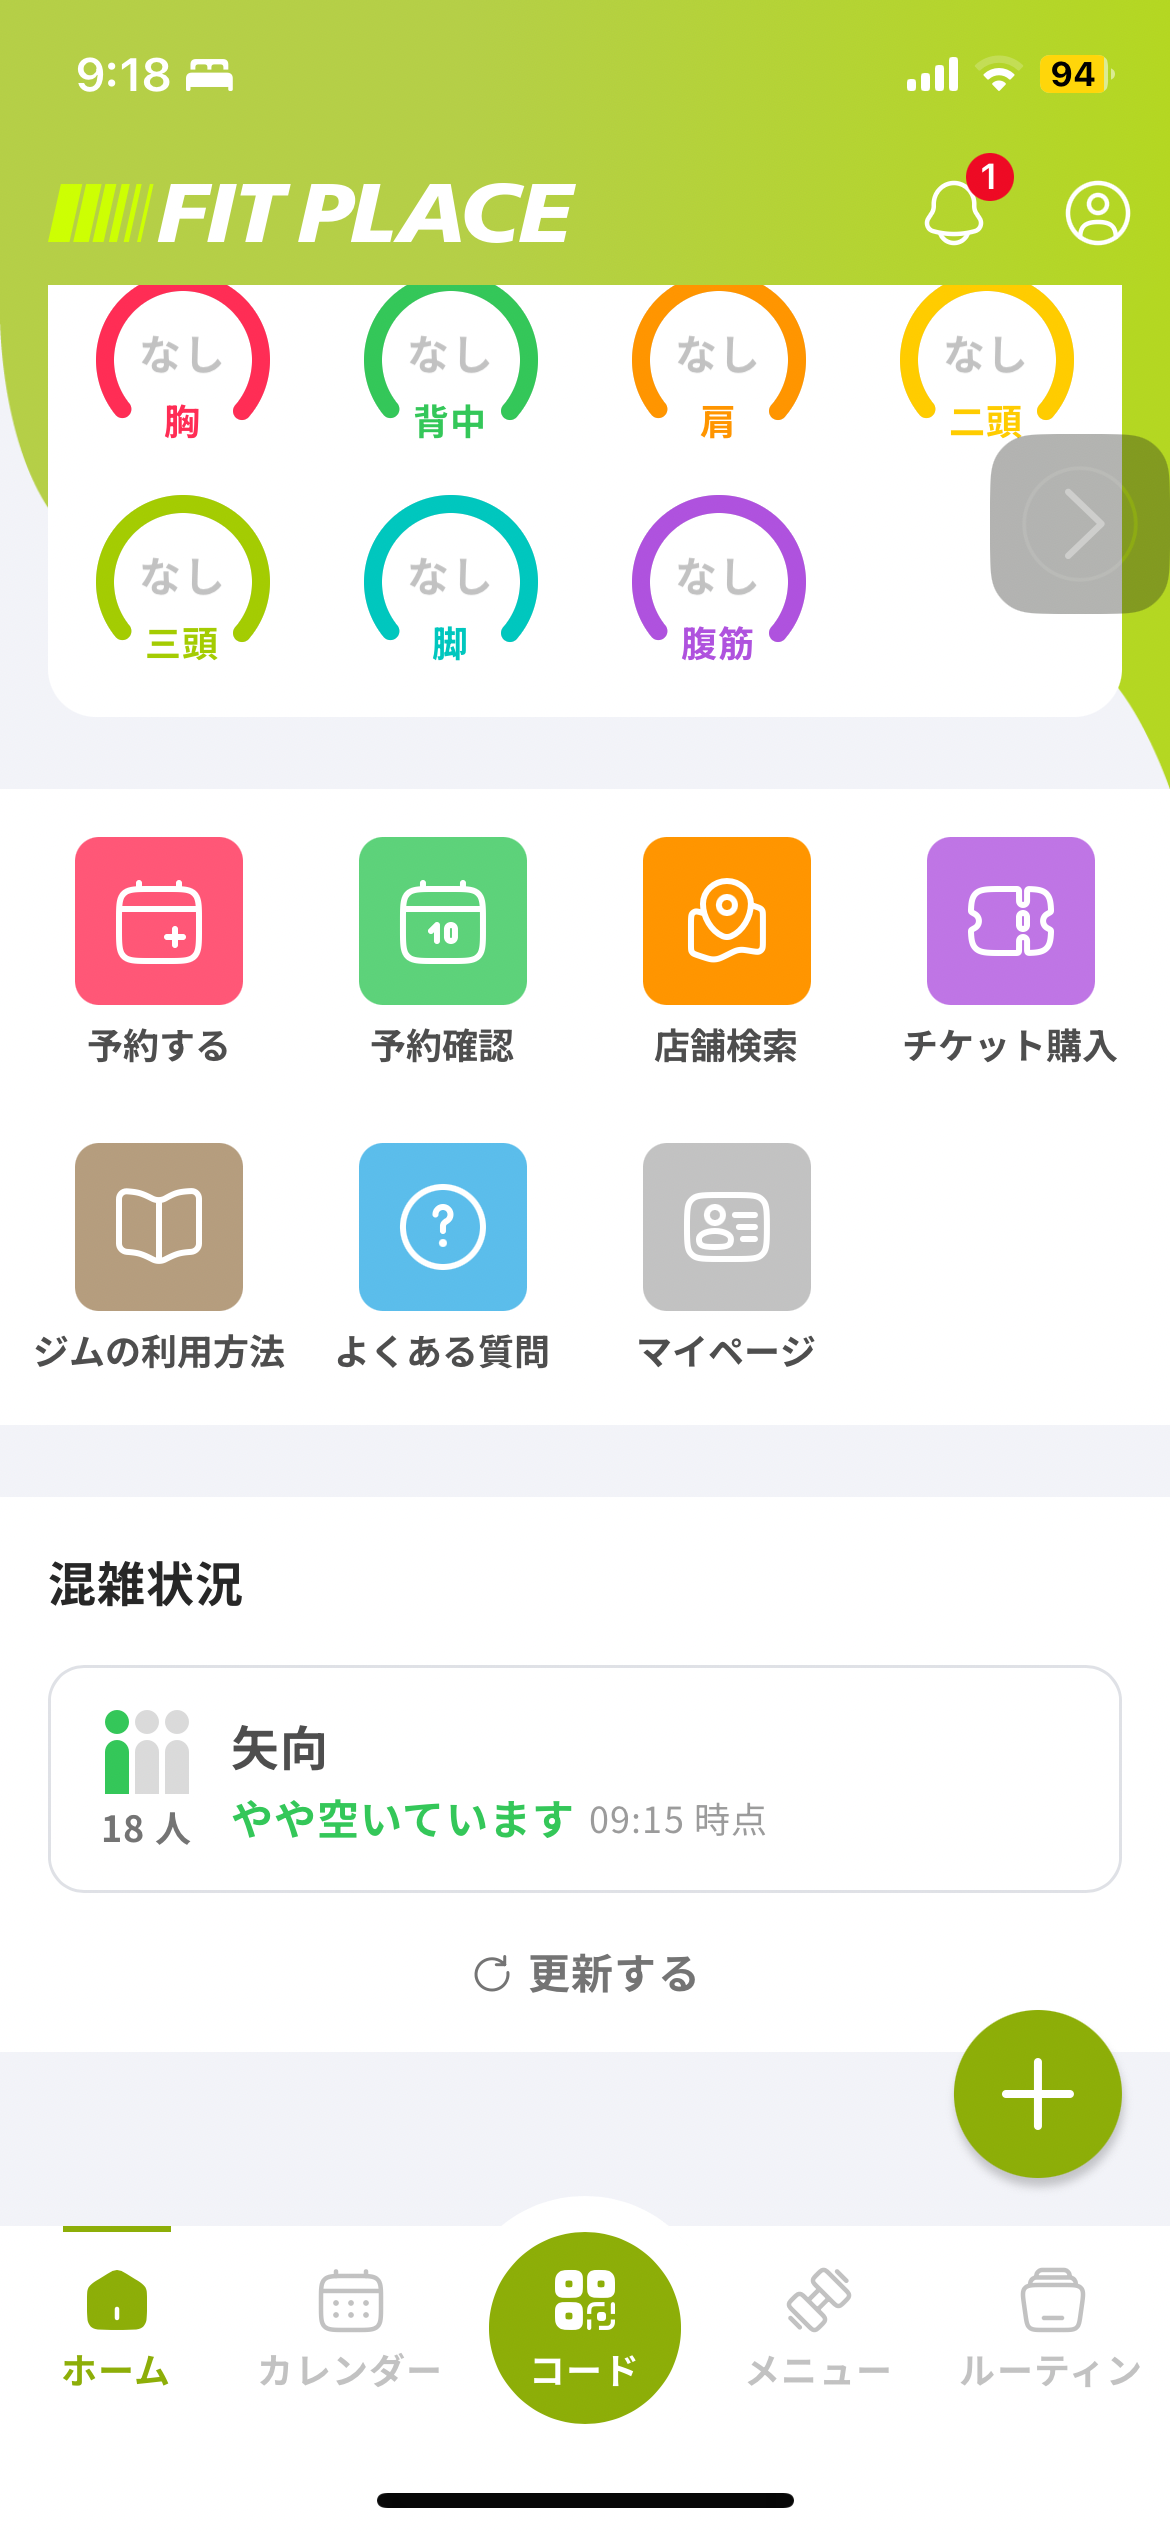 9:18
94
FIT PLACE
1
なし なし なし なし
胸 背中 肩 二頭
なし なし なし
三頭 脚 腹筋
10
予約する 予約確認 店舗検索 チケット購入
?
ジムの利用方法 よくある質問 マイページ
混雑状況
矢向
18 人 やや空いています 09:15 時点
更新する
ホーム カレンダー コード メニュー ルーティン